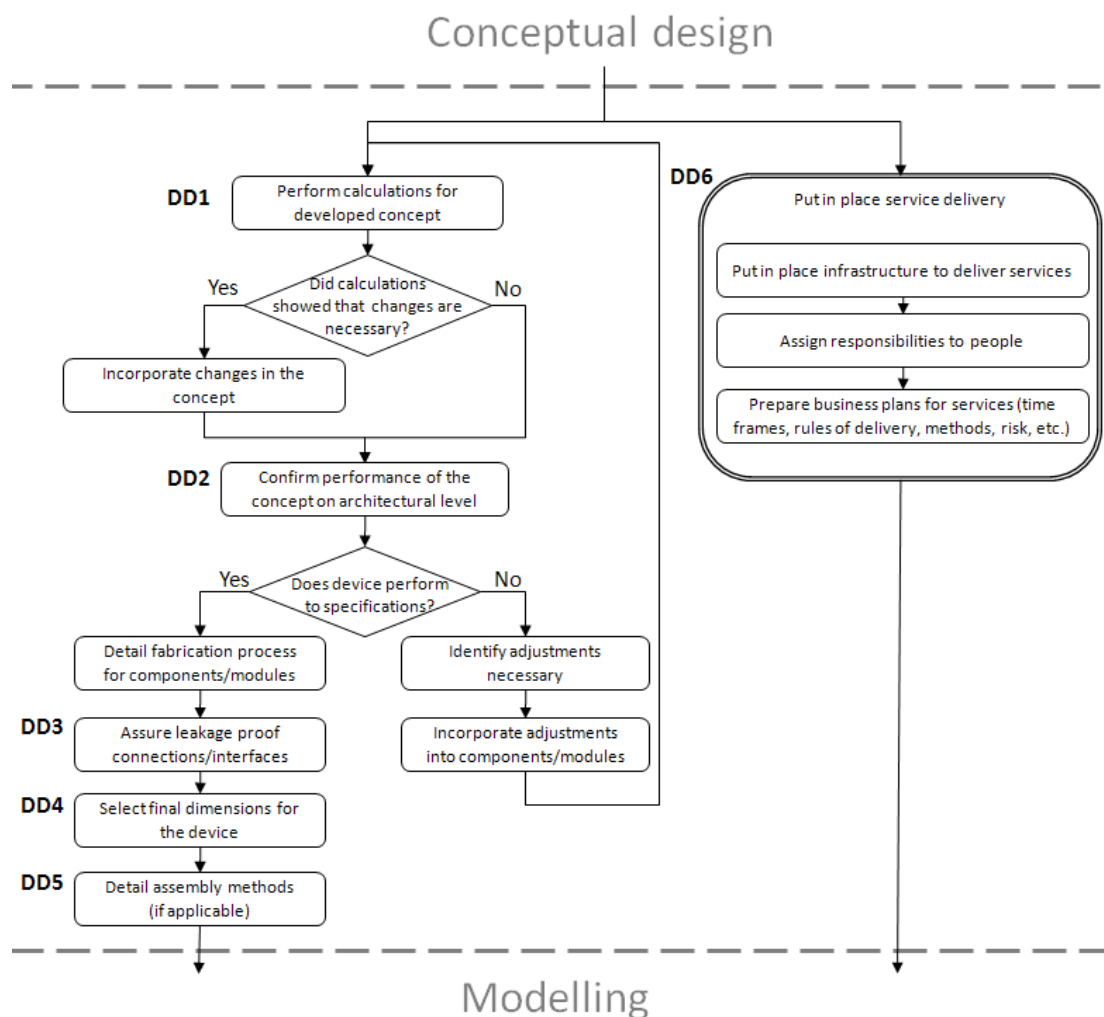 Conceptual design
DD1
Perform calculations for
developed concept
DD6
Put in place service delivery
Put in place infrastructure to deliver services
Assign responsibilities to people
Prepare business plans for services (time
frames, rules of delivery, methods, risk, etc.)
Yes
Did calculations
showed that changes are
necessary?
No
Incorporate changes in the
concept
DD2
Confirm performance of the
concept on architectural level
Yes
Does device perform
to specifications?
No
Detail fabrication process
for components/modules
Identify adjustments
necessary
DD3
Assure leakage proof
connections/interfaces
Incorporate adjustments
into components/modules
DD4
Select final dimensions for
the device
DD5
Detail assembly methods
(if applicable)
Modelling